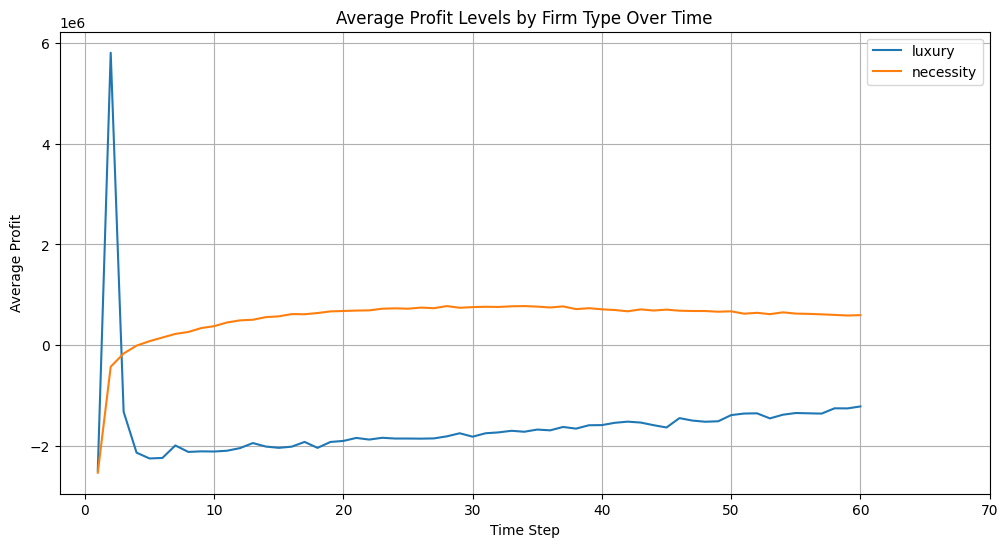 Average Profit Levels by Firm Type Over Time
1e6
luxury
necessity
6
4
2
0
−2
Average Profit
0 10 20 30 40 50 60 70
Time Step